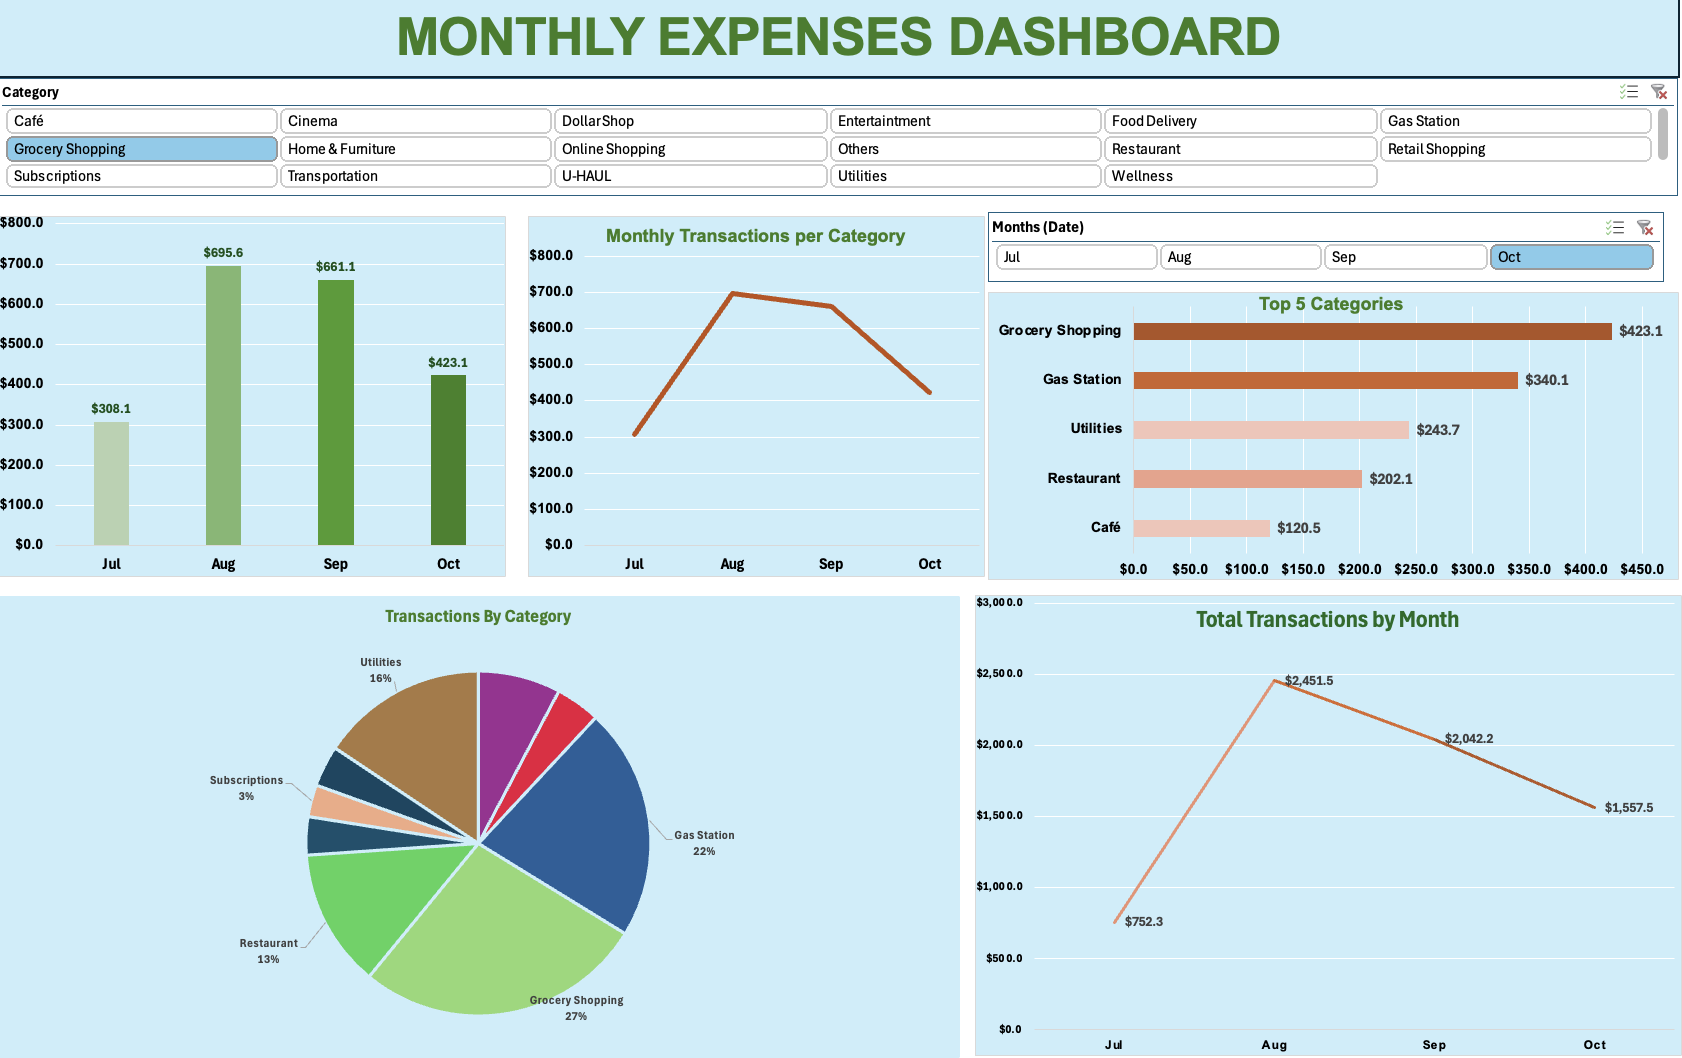 MONTHLY EXPENSES DASHBOARD
Category
Café
Cinema
DollarShop
Entertaintment
Food Delivery
Gas Station
Grocery Shopping
Home & Furniture
Online Shopping
Others
Restaurant
Retail Shopping
Subscriptions
Transportation
U-HAUL
Utilities
Wellness
$800.0
$700.0
$600.0
$500.0
$400.0
$300.0
$200.0
$100.0
$0.0
$308.1
$695.6
$661.1
$423.1
Jul
Aug
Sep
Oct
Monthly Transactions per Category
$800.0
$700.0
$600.0
$500.0
$400.0
$300.0
$200.0
$100.0
$0.0
Jul
Aug
Sep
Oct
Months (Date)
Jul
Aug
Sep
Oct
Top 5 Categories
Grocery Shopping
$423.1
Gas Station
$340.1
Utilities
$243.7
Restaurant
$202.1
Café
$120.5
$0.0
$50.0
$100.0
$150.0
$200.0
$250.0
$300.0
$350.0
$400.0
$450.0
Transactions By Category
Utilities
16%
Subscriptions
3%
Gas Station
22%
Restaurant
13%
Grocery Shopping
27%
Total Transactions by Month
$3,000.0
$2,500.0
$2,000.0
$1,500.0
$1,000.0
$500.0
$0.0
$752.3
$2,451.5
$2,042.2
$1,557.5
Jul
Aug
Sep
Oct